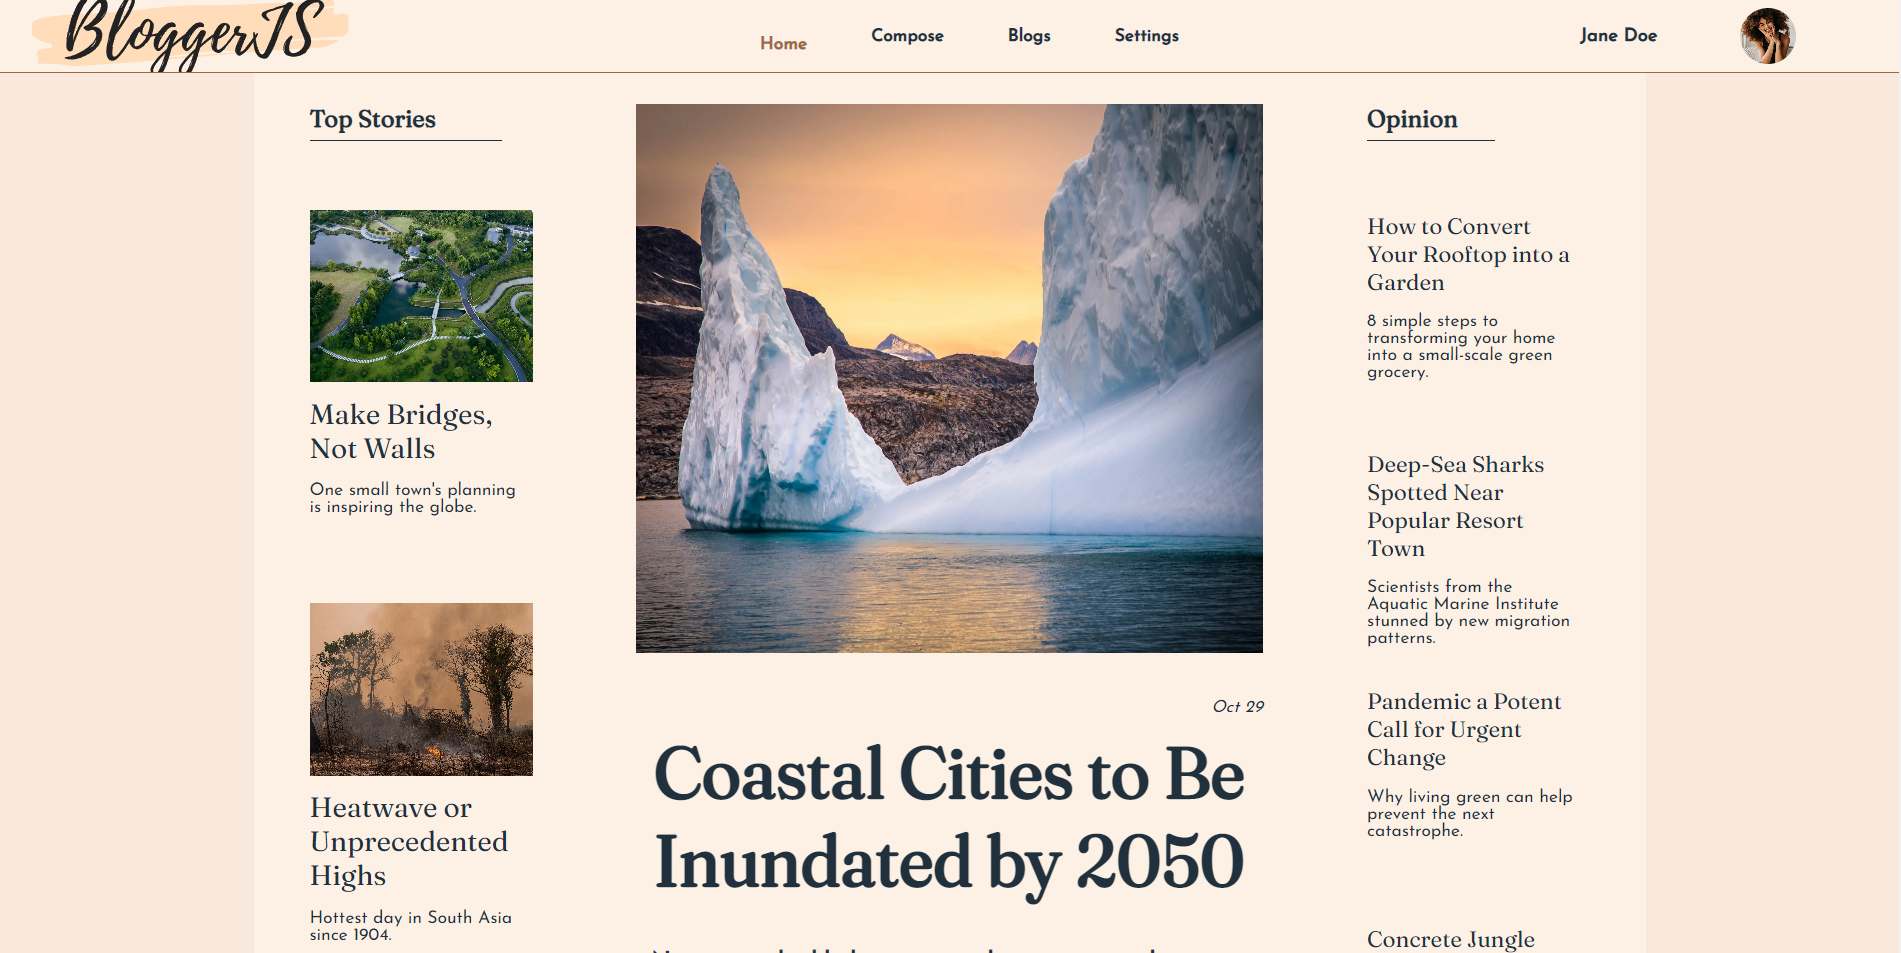 BloggerJS
Home
Compose
Blogs
Settings
Jane Doe
Top Stories
Make Bridges,
Not Walls
One small town's planning
is inspiring the globe.
Heatwave or
Unprecedented
Highs
Hottest day in South Asia
since 1904.
Oct 29
Coastal Cities to Be
Inundated by 2050
Opinion
How to Convert
Your Rooftop into a
Garden
8 simple steps to
transforming your home
into a small-scale green
grocery.
Deep-Sea Sharks
Spotted Near
Popular Resort
Town
Scientists from the
Aquatic Marine Institute
stunned by new migration
patterns.
Pandemic a Potent
Call for Urgent
Change
Why living green can help
prevent the next
catastrophe.
Concrete Jungle